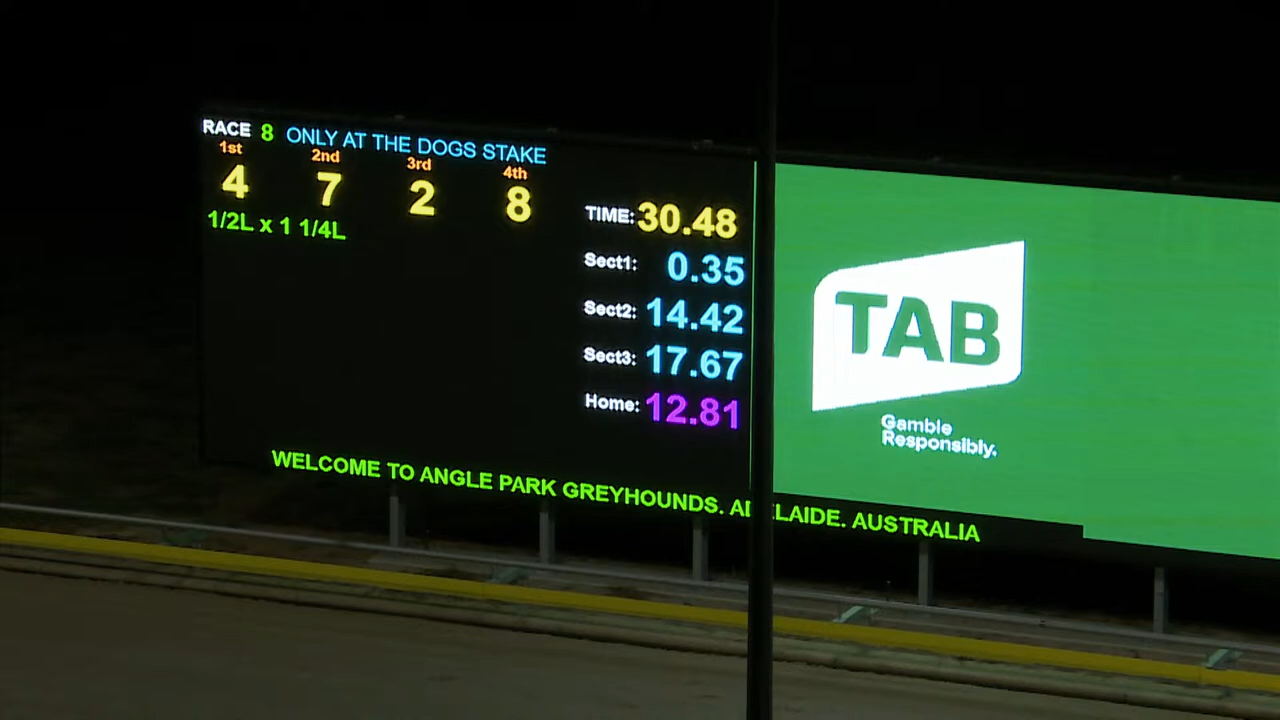 RACE 8 ONLY AT THE DOGS STAKE
1st 2nd 3rd 4th
4 7 2 8
1/2L x 1 1/4L
TIME: 30.48
Sect1: 0.35
Sect2: 14.42
Sect3: 17.67
Home: 12.81
TAB
Gamble
Responsibly.
WELCOME TO ANGLE PARK GREYHOUNDS. ADELAIDE. AUSTRALIA